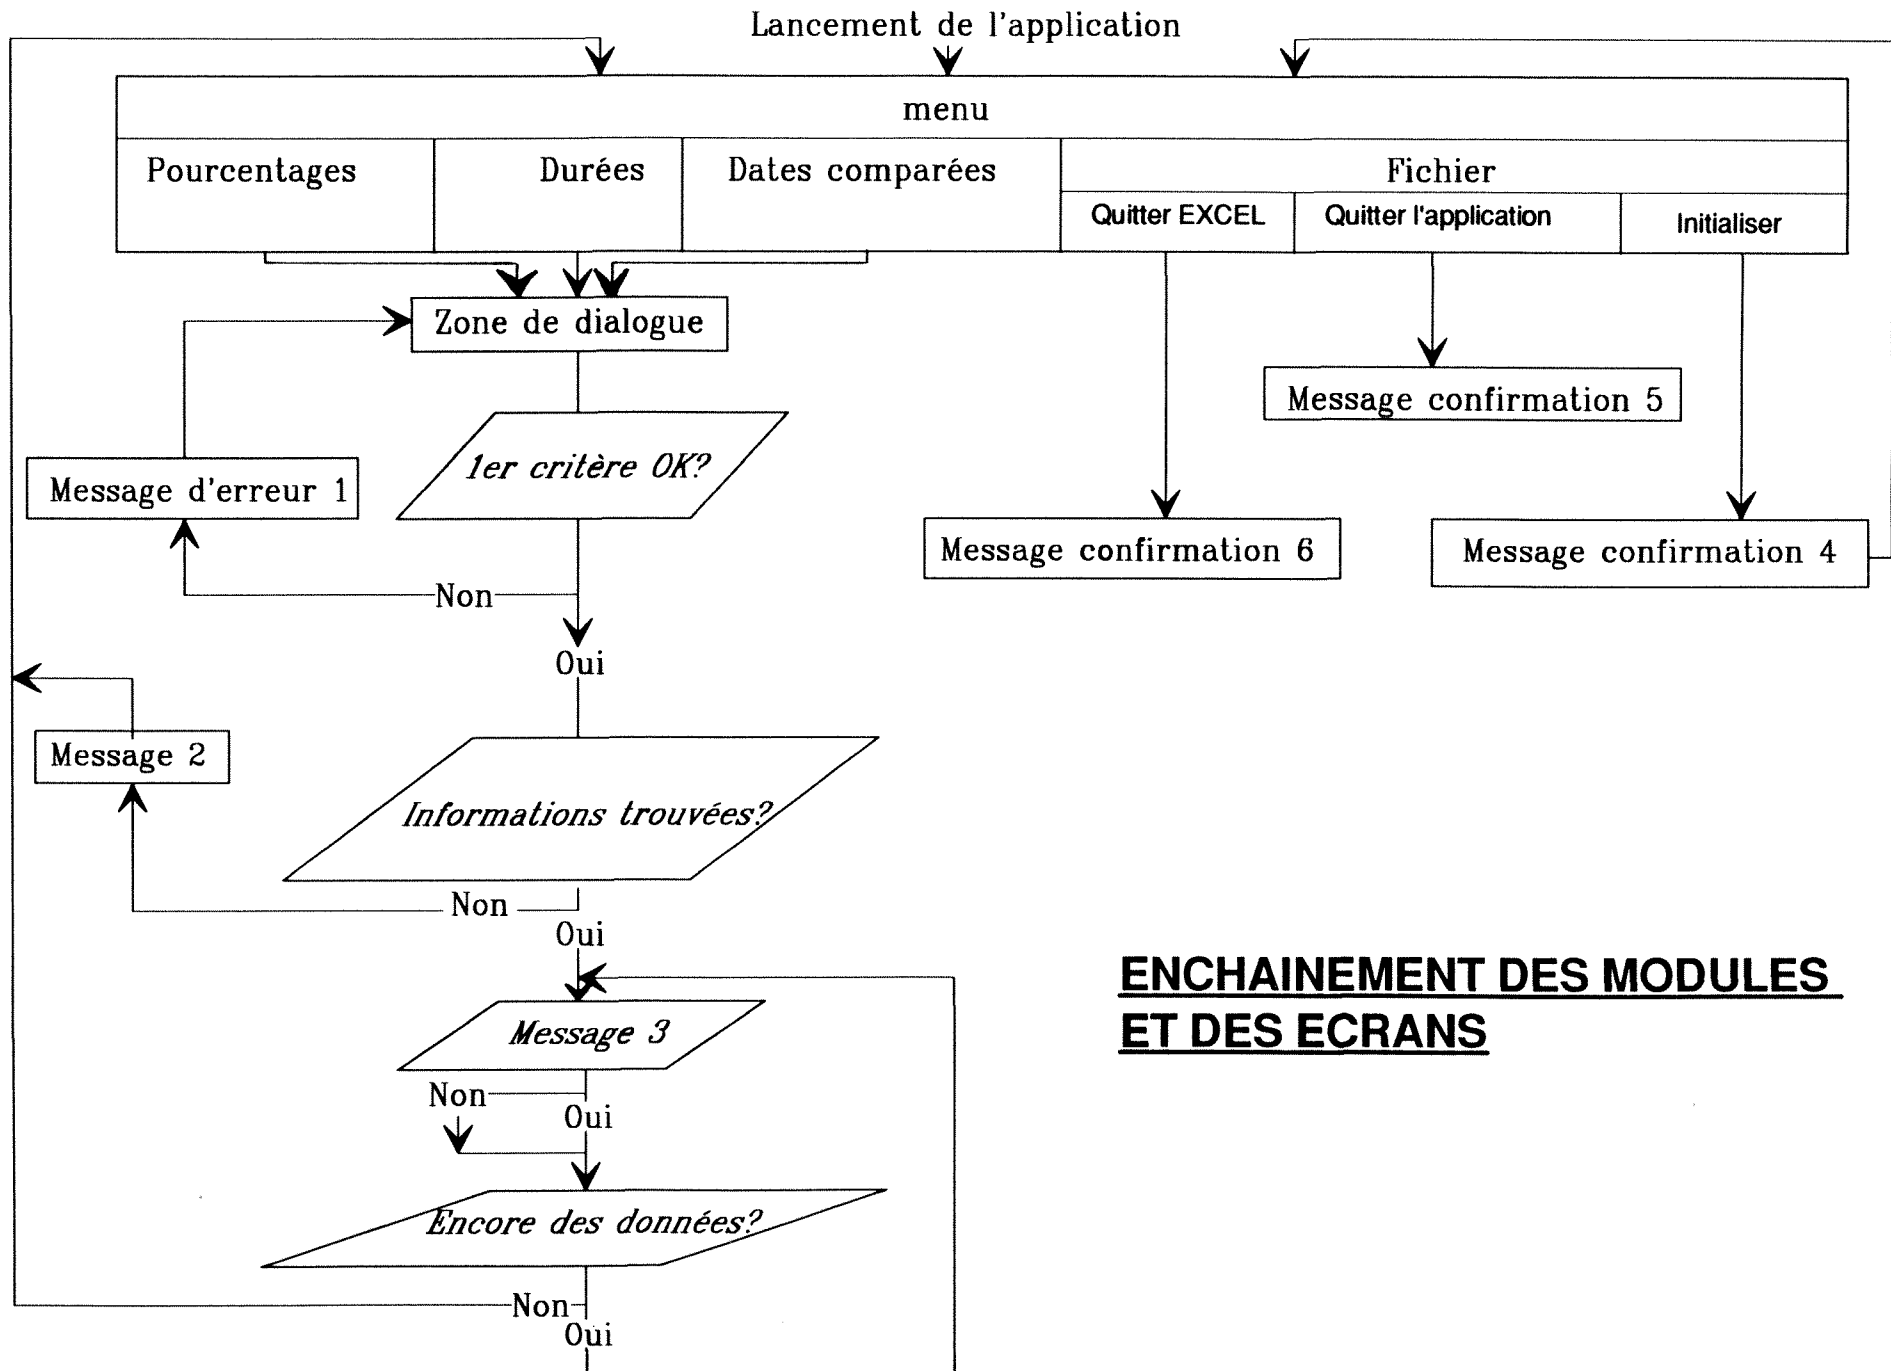 Lancement de l'application
menu
Pourcentages
Durées
Dates comparées
Fichier
Quitter EXCEL
Quitter l'application
Initialiser
Zone de dialogue
Message confirmation 5
1er critère OK?
Message d'erreur 1
Message confirmation 6
Message confirmation 4
Non
Oui
Message 2
Informations trouvées?
Non
Oui
ENCHAINEMENT DES MODULES
ET DES ECRANS
Message 3
Non
Oui
Encore des données?
Non
Oui